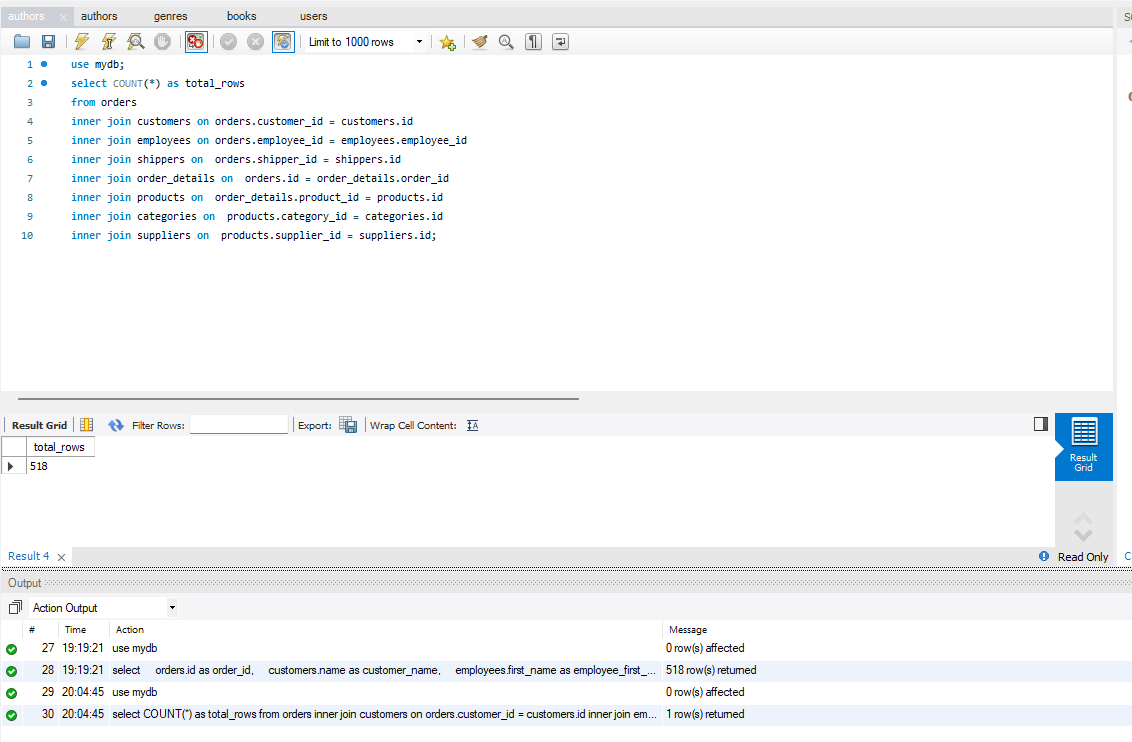 authors authors genres books users
Limit to 1000 rows
1 use mydb;
2 select COUNT(*) as total_rows
3 from orders
4 inner join customers on orders.customer_id = customers.id
5 inner join employees on orders.employee_id = employees.employee_id
6 inner join shippers on  orders.shipper_id = shippers.id
7 inner join order_details on  orders.id = order_details.order_id
8 inner join products on  order_details.product_id = products.id
9 inner join categories on  products.category_id = categories.id
10 inner join suppliers on  products.supplier_id = suppliers.id;
Result Grid Filter Rows: Export: Wrap Cell Content:
total_rows
518
Result Grid
Result 4 Read Only
Output
Action Output
# Time Action Message
27 19:19:21 use mydb 0 row(s) affected
28 19:19:21 select orders.id as order_id, customers.name as customer_name, employees.first_name as employee_first_... 518 row(s) returned
29 20:04:45 use mydb 0 row(s) affected
30 20:04:45 select COUNT(*) as total_rows from orders inner join customers on orders.customer_id = customers.id inner join em... 1 row(s) returned